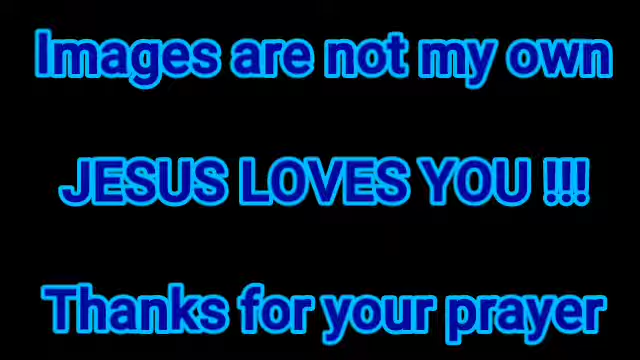 Images are not my own
JESUS LOVES YOU !!!
Thanks for your prayer